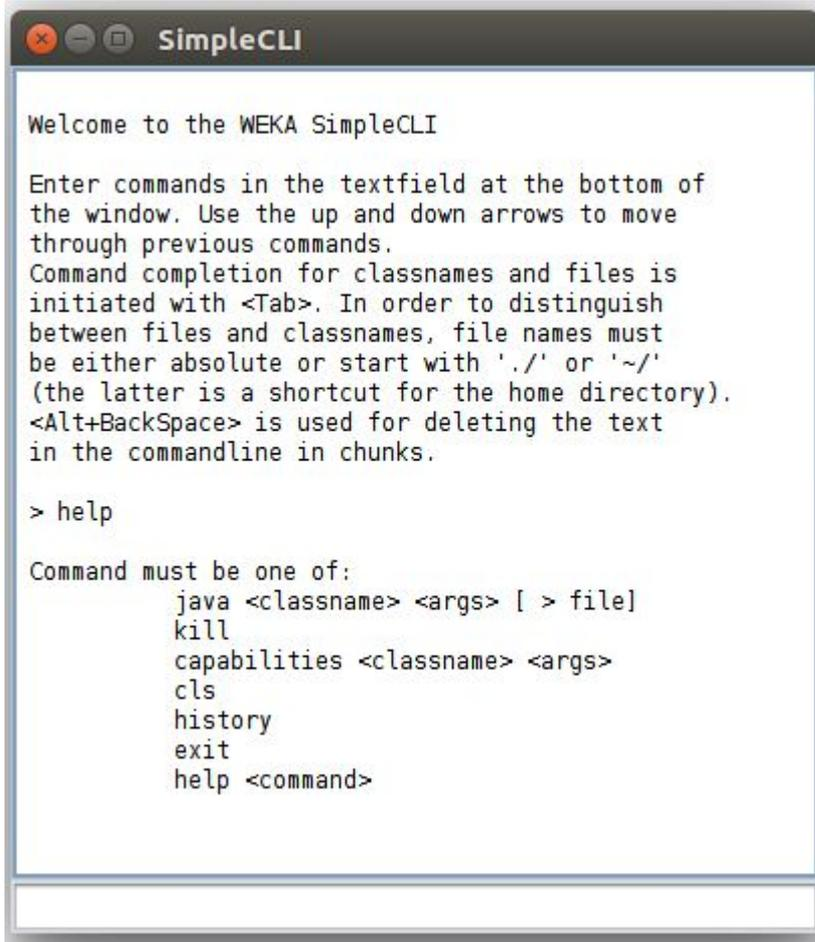 SimpleCLI
Welcome to the WEKA SimpleCLI
Enter commands in the textfield at the bottom of
the window. Use the up and down arrows to move
through previous commands.
Command completion for classnames and files is
initiated with <Tab>. In order to distinguish
between files and classnames, file names must
be either absolute or start with './' or '~/'
(the latter is a shortcut for the home directory).
<Alt+BackSpace> is used for deleting the text
in the commandline in chunks.
> help
Command must be one of:
java <classname> <args> [ > file]
kill
capabilities <classname> <args>
cls
history
exit
help <command>